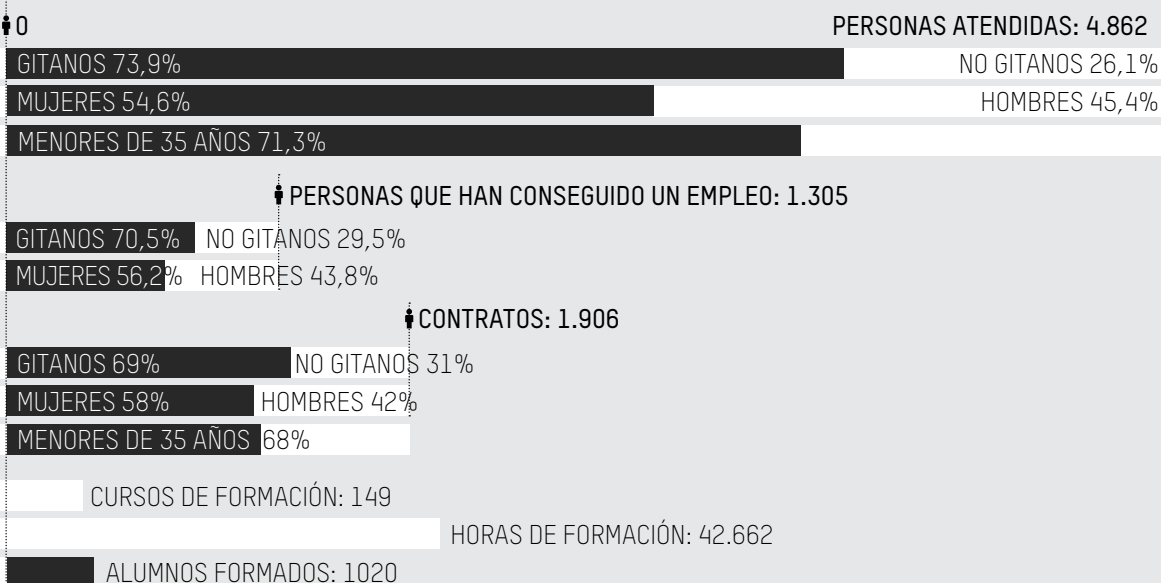 0 PERSONAS ATENDIDAS: 4.862
GITANOS 73,9% NO GITANOS 26,1%
MUJERES 54,6% HOMBRES 45,4%
MENORES DE 35 AÑOS 71,3%
PERSONAS QUE HAN CONSEGUIDO UN EMPLEO: 1.305
GITANOS 70,5% NO GITANOS 29,5%
MUJERES 56,2% HOMBRES 43,8%
CONTRATOS: 1.906
GITANOS 69% NO GITANOS 31%
MUJERES 58% HOMBRES 42%
MENORES DE 35 AÑOS 68%
CURSOS DE FORMACIÓN: 149
HORAS DE FORMACIÓN: 42.662
ALUMNOS FORMADOS: 1020